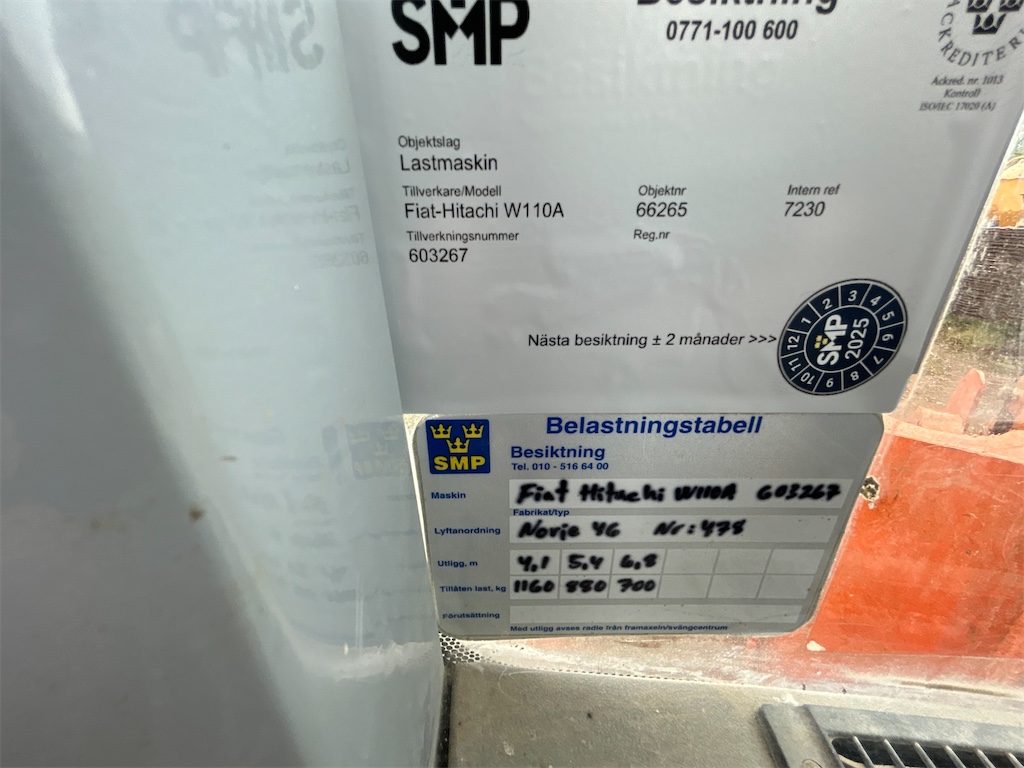 SMP
Besiktning
0771-100 600
ACKREDITERI
Ackred. nr. 1013
Kontroll
ISO/IEC 17020 (A)
Objektslag
Lastmaskin
Tillverkare/Modell Objektnr Intern ref
Fiat-Hitachi W110A 66265 7230
Tillverkningsnummer Reg.nr
603267
Nästa besiktning ± 2 månader >>>
1 2 3 4 5 6 7 8 9 10 11 12
SMP 2025
Belastningstabell
SMP
Besiktning
Tel. 010 - 516 64 00
Maskin Fiat Hitachi W110A 603267
Fabrikat/typ
Lyftanordning Norje 46 Nr: 478
Utligg, m 4,1 5,4 6,8
Tillåten last, kg 1160 880 700
Förutsättning
Med utligg avses radie från framaxeln/svängcentrum